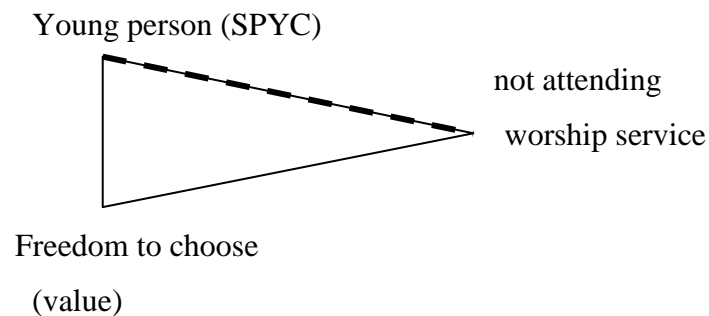 Young person (SPYC)
not attending
worship service
Freedom to choose
(value)